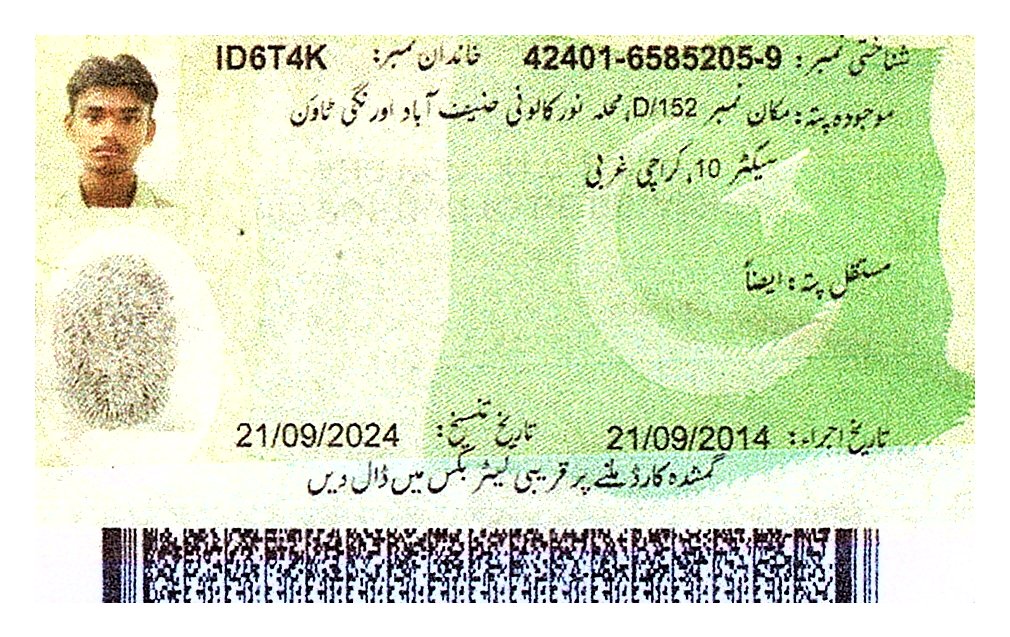 شناختی نمبر: 42401-6585205-9 خاندان نمبر: ID6T4K
موجودہ پتہ: مکان نمبر D/152، محلہ نور کالونی حنیف آباد اورنگی ٹاؤن
سیکٹر 10، کراچی غربی
مستقل پتہ: ایضاً
تاریخ اجراء: 21/09/2014 تاریخ تنسیخ: 21/09/2024
گمشدہ کارڈ ملنے پر قریبی لیٹر بکس میں ڈال دیں